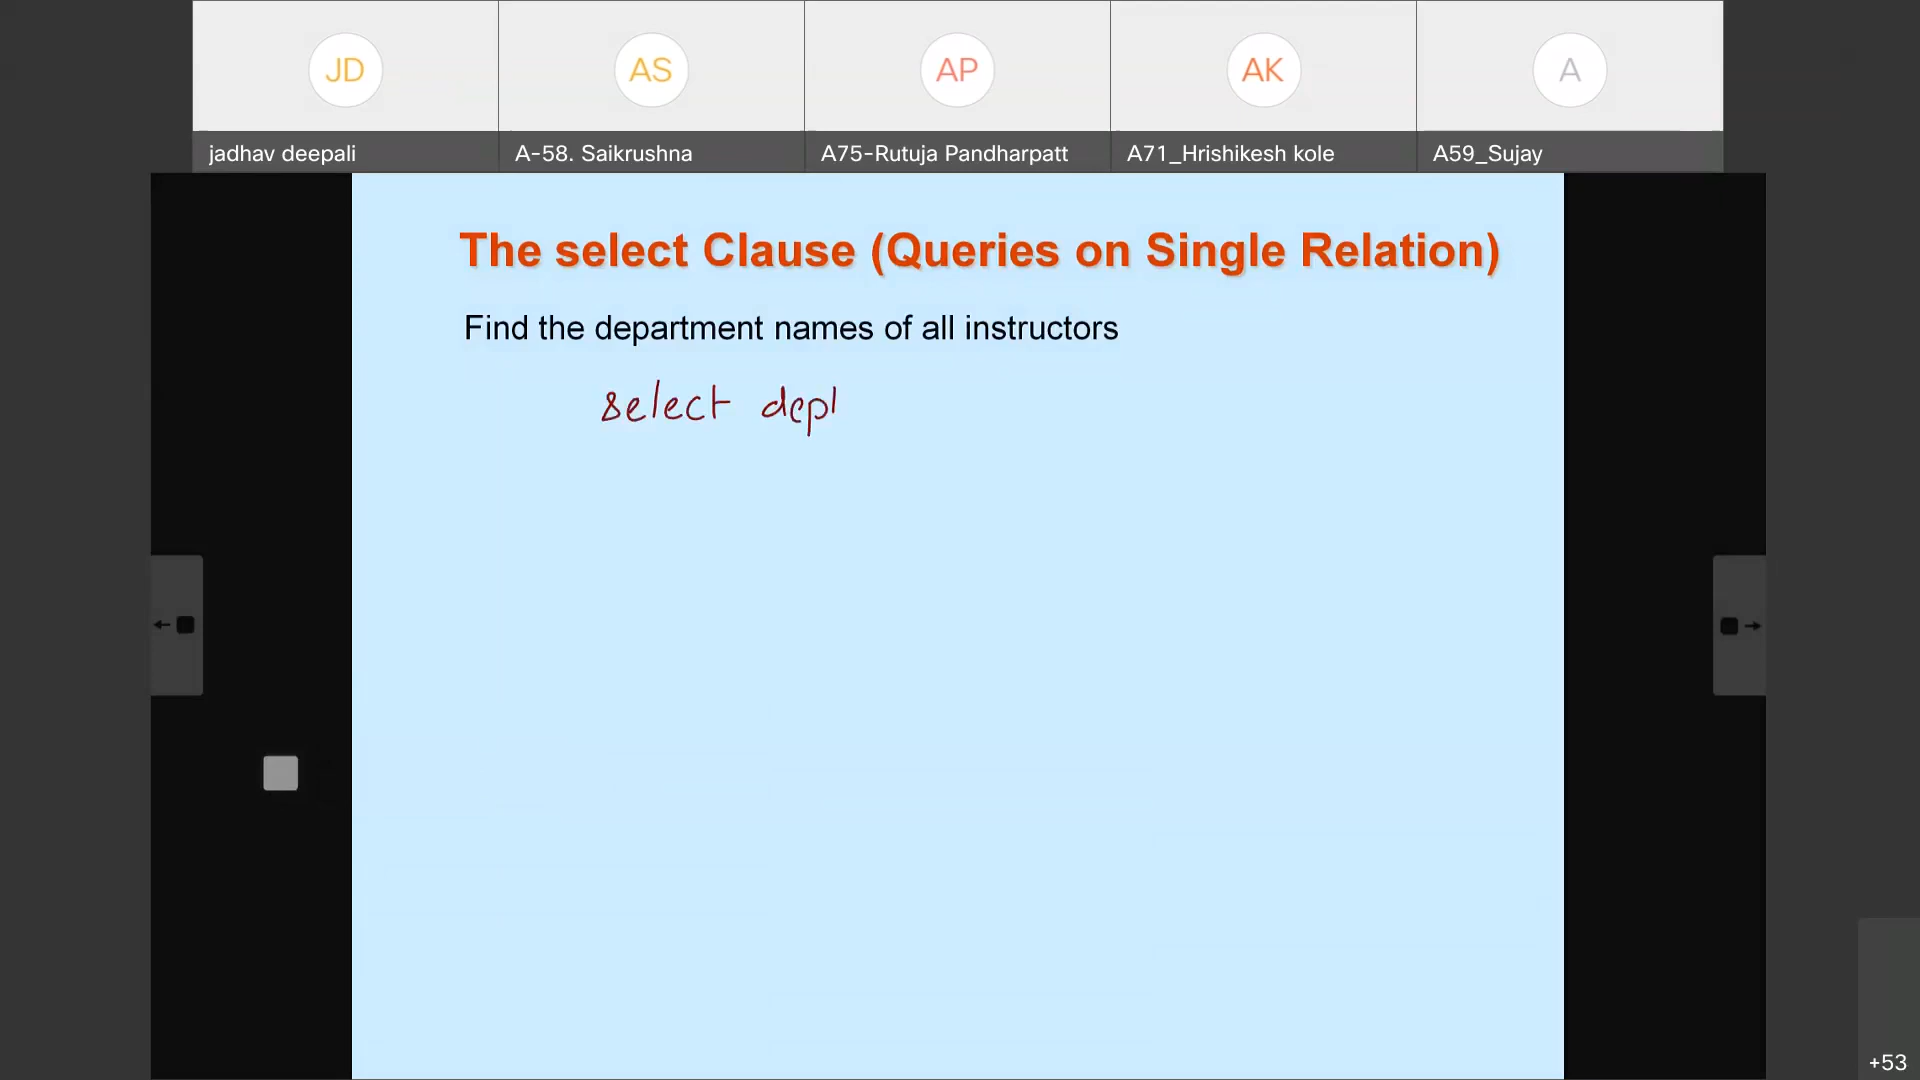 JD
AS
AP
AK
A
jadhav deepali
A-58. Saikrushna
A75-Rutuja Pandharpatt
A71_Hrishikesh kole
A59_Sujay
The select Clause (Queries on Single Relation)
Find the department names of all instructors
select dep
+53